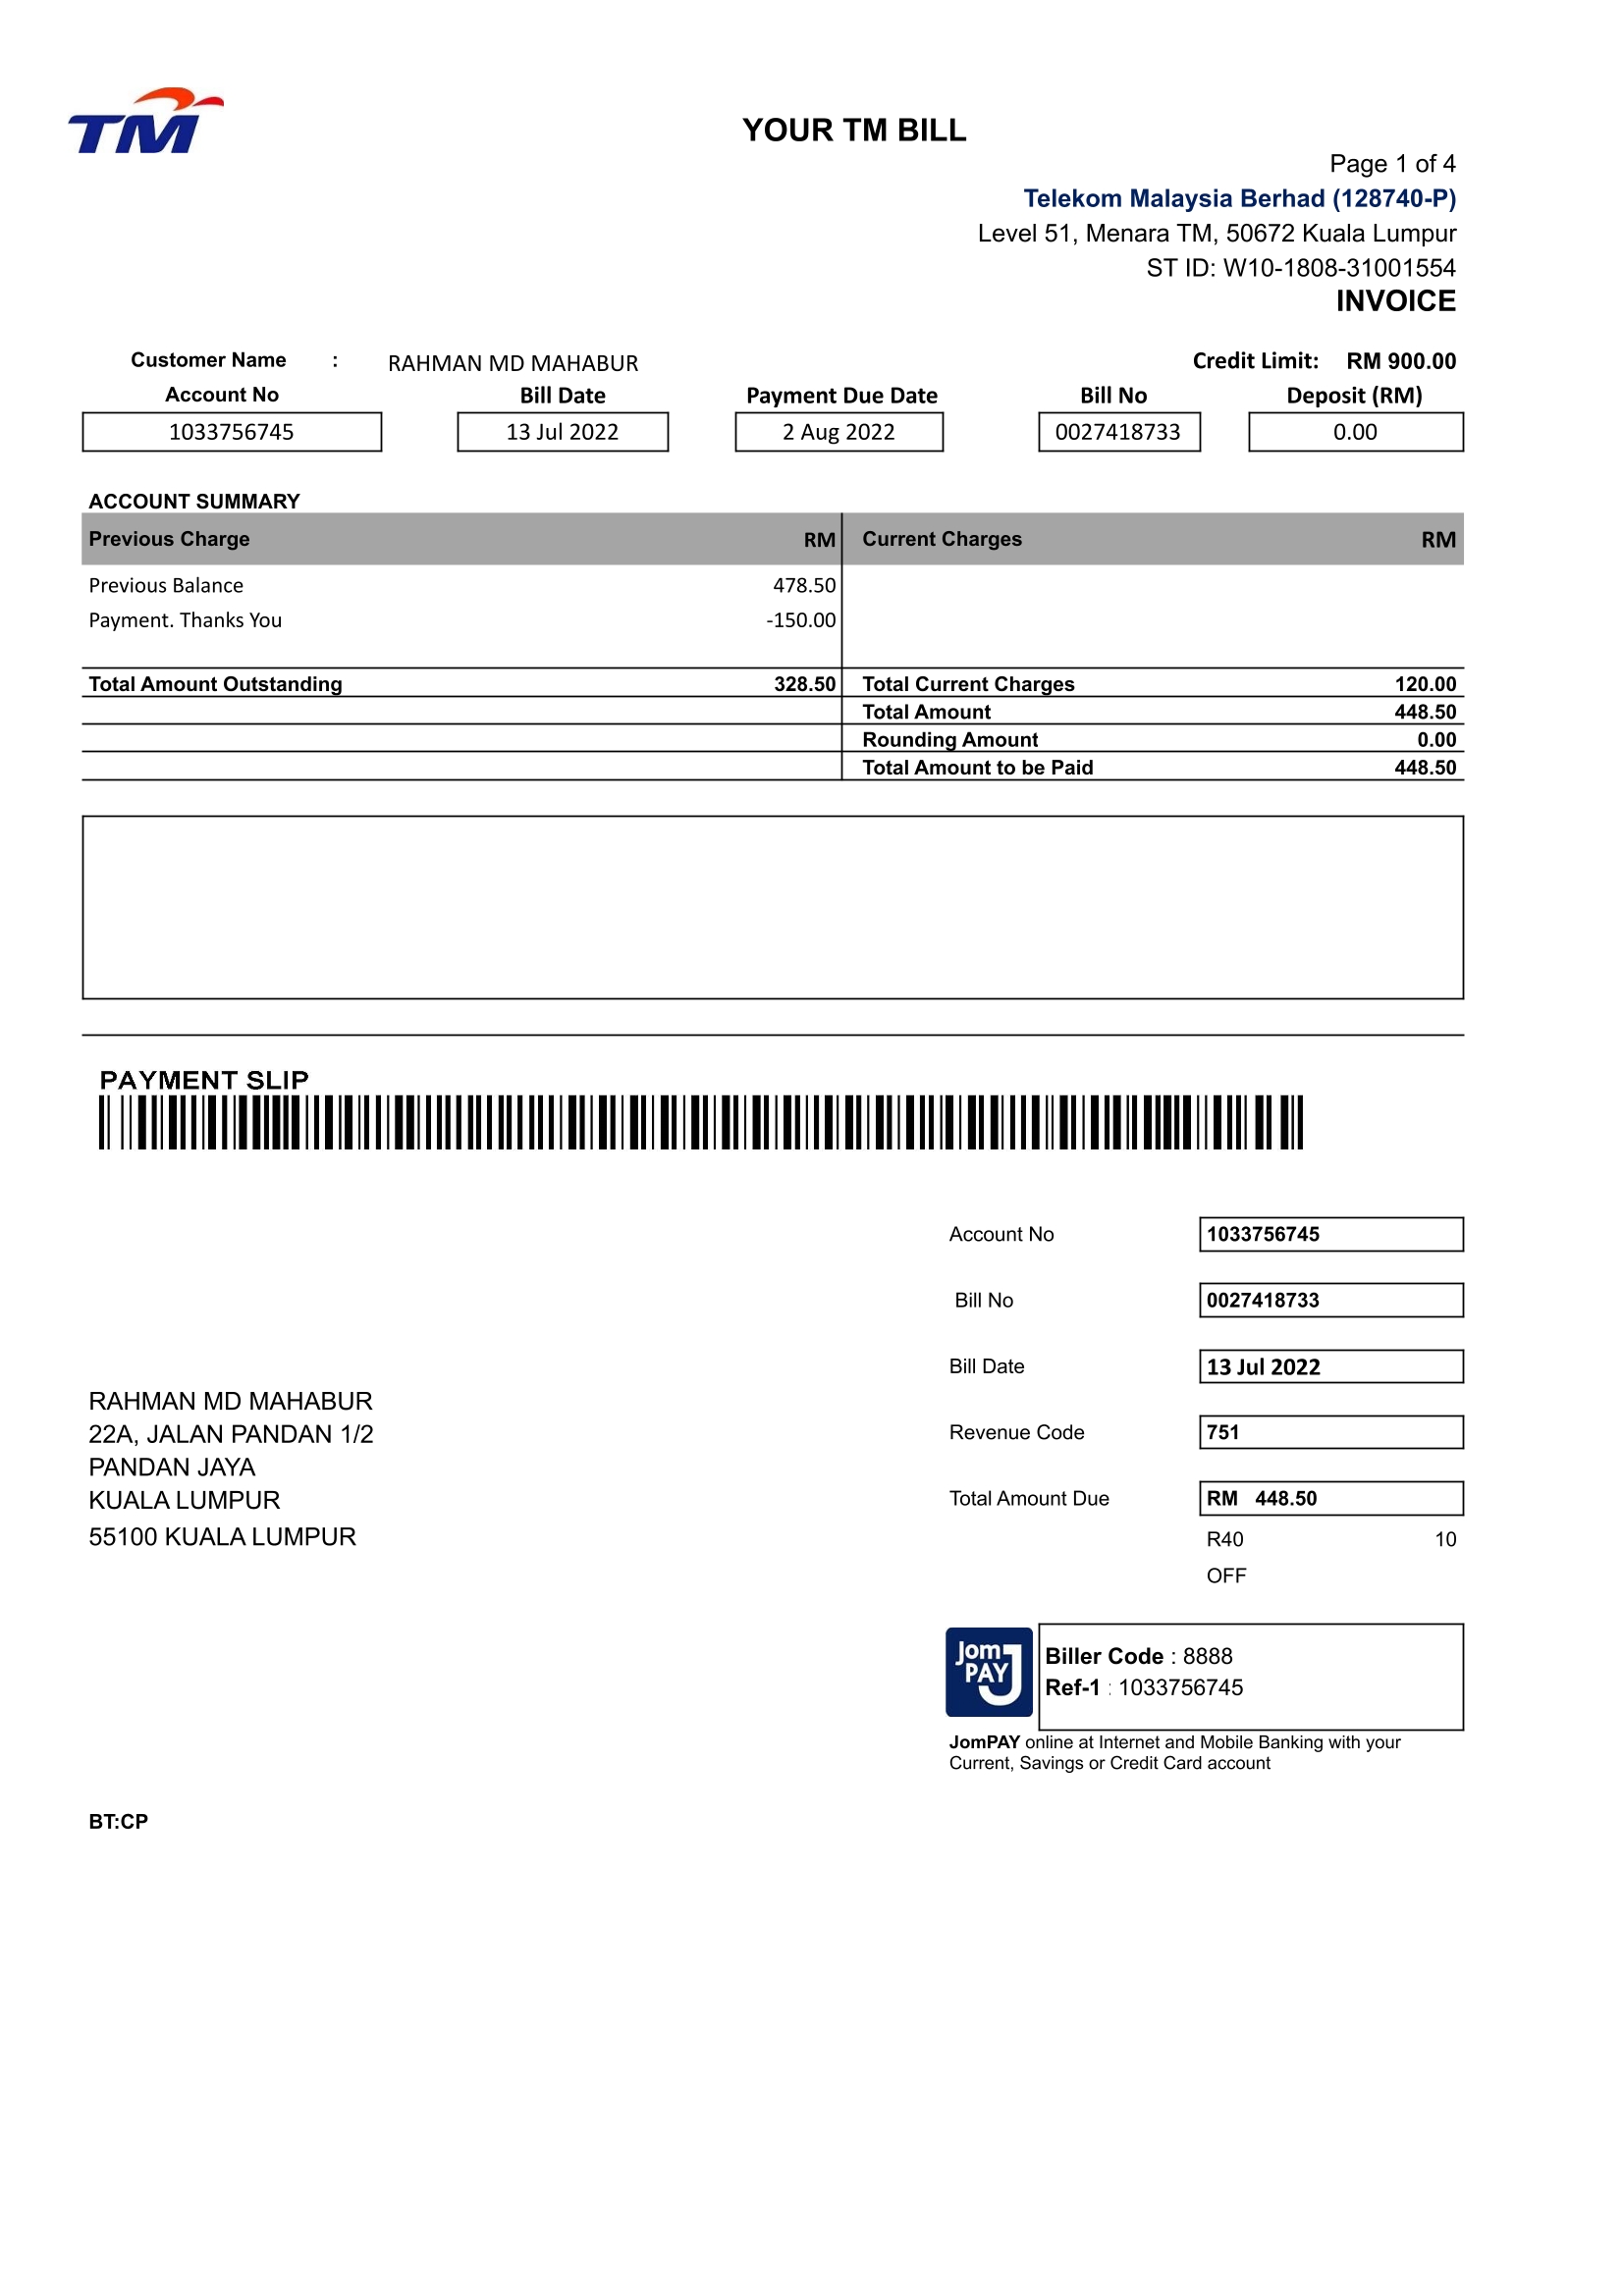 TM
YOUR TM BILL
Page 1 of 4
Telekom Malaysia Berhad (128740-P)
Level 51, Menara TM, 50672 Kuala Lumpur
ST ID: W10-1808-31001554
INVOICE
Customer Name : RAHMAN MD MAHABUR Credit Limit: RM 900.00
Account No Bill Date Payment Due Date Bill No Deposit (RM)
1033756745 13 Jul 2022 2 Aug 2022 0027418733 0.00
ACCOUNT SUMMARY
Previous Charge RM Current Charges RM
Previous Balance 478.50
Payment. Thanks You -150.00
Total Amount Outstanding 328.50 Total Current Charges 120.00
Total Amount 448.50
Rounding Amount 0.00
Total Amount to be Paid 448.50
PAYMENT SLIP
Account No 1033756745
Bill No 0027418733
Bill Date 13 Jul 2022
RAHMAN MD MAHABUR
22A, JALAN PANDAN 1/2
PANDAN JAYA
KUALA LUMPUR
55100 KUALA LUMPUR
Revenue Code 751
Total Amount Due RM 448.50
R40 10
OFF
Jom PAY J
Biller Code : 8888
Ref-1 : 1033756745
JomPAY online at Internet and Mobile Banking with your
Current, Savings or Credit Card account
BT:CP